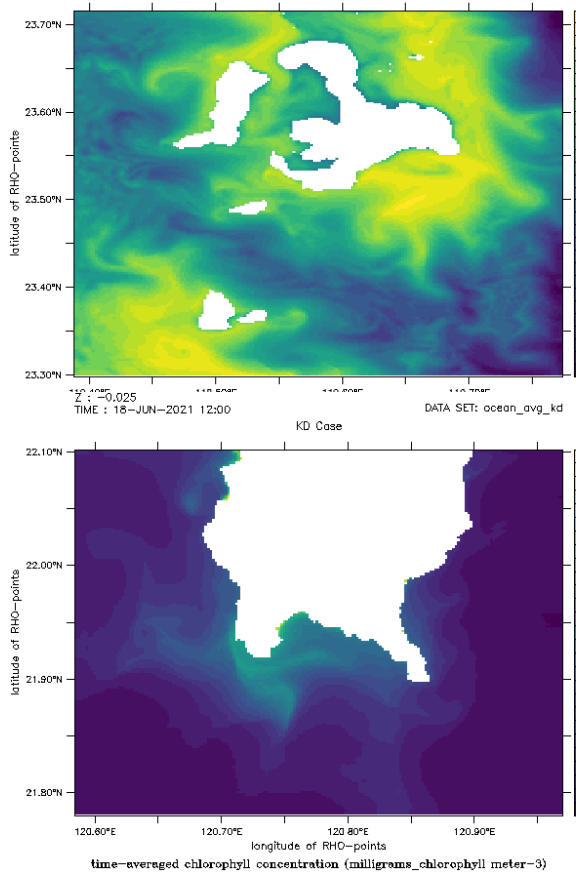 23.70°N
23.60°N
23.50°N
23.40°N
23.30°N
latitude of RHO-points
Z : -0.025
TIME : 18-JUN-2021 12:00
DATA SET: ocean_avg_kd
KD Case
22.10°N
22.00°N
21.90°N
21.80°N
latitude of RHO-points
120.60°E 120.70°E 120.80°E 120.90°E
longitude of RHO-points
time-averaged chlorophyll concentration (milligrams_chlorophyll meter-3)